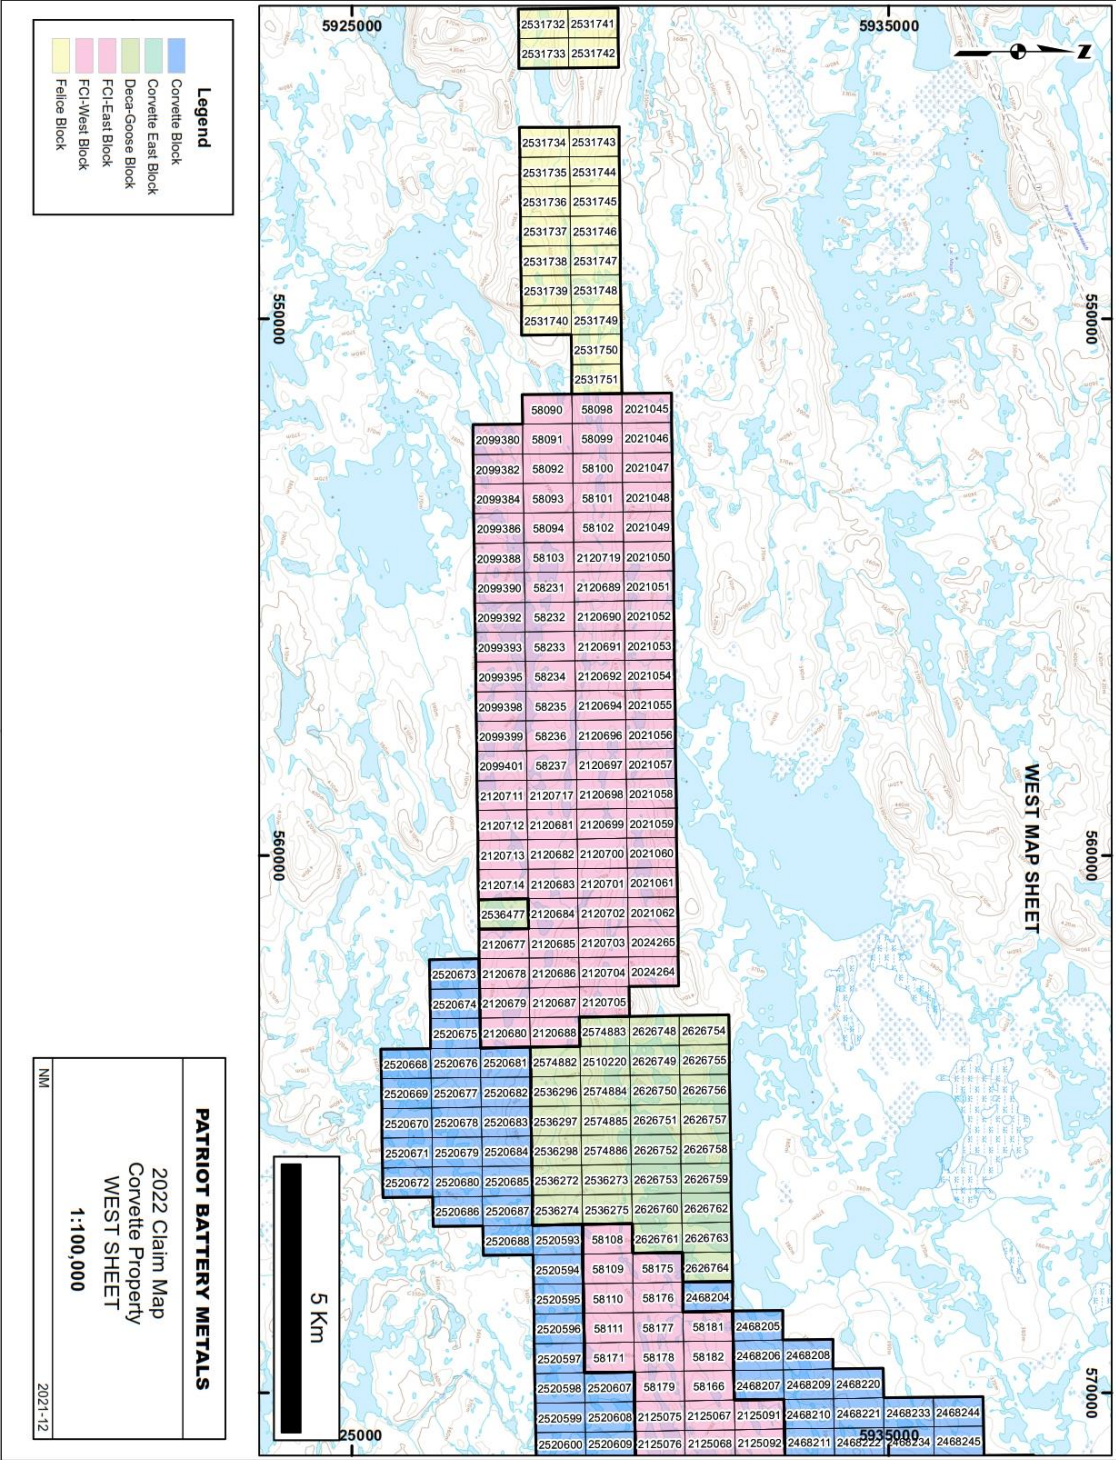 5925000
5935000
N
WEST MAP SHEET
550000
550000
560000
560000
570000
25000
5935000
2531732 2531741
2531733 2531742
2531734 2531743
2531735 2531744
2531736 2531745
2531737 2531746
2531738 2531747
2531739 2531748
2531740 2531749
2531750
2531751
58090 58098 2021045
2099380 58091 58099 2021046
2099382 58092 58100 2021047
2099384 58093 58101 2021048
2099386 58094 58102 2021049
2099388 58103 2120719 2021050
2099390 58231 2120689 2021051
2099392 58232 2120690 2021052
2099393 58233 2120691 2021053
2099395 58234 2120692 2021054
2099398 58235 2120694 2021055
2099399 58236 2120696 2021056
2099401 58237 2120697 2021057
2120711 2120717 2120698 2021058
2120712 2120681 2120699 2021059
2120713 2120682 2120700 2021060
2120714 2120683 2120701 2021061
2536477 2120684 2120702 2021062
2120677 2120685 2120703 2024265
2520673 2120678 2120686 2120704 2024264
2520674 2120679 2120687 2120705
2520675 2120680 2120688 2574883 2626748 2626754
2520668 2520676 2520681 2574882 2510220 2626749 2626755
2520669 2520677 2520682 2536296 2574884 2626750 2626756
2520670 2520678 2520683 2536297 2574885 2626751 2626757
2520671 2520679 2520684 2536298 2574886 2626752 2626758
2520672 2520680 2520685 2536272 2536273 2626753 2626759
2520686 2520687 2536274 2536275 2626760 2626762
2520688 2520593 58108 2626761 2626763
2520594 58109 58175 2626764
2520595 58110 58176 2468204
2520596 58111 58177 58181 2468205
2520597 58171 58178 58182 2468206 2468208
2520598 2520607 58179 58166 2468207 2468209 2468220
2520599 2520608 2125075 2125067 2125091 2468210 2468221 2468233 2468244
2520600 2520609 2125076 2125068 2125092 2468211 2468222 2468234 2468245
Legend
Corvette Block
Corvette East Block
Deca-Goose Block
FCI-East Block
FCI-West Block
Felice Block
5 Km
PATRIOT BATTERY METALS
2022 Claim Map
Corvette Property
WEST SHEET
1:100,000
NM 2021-12